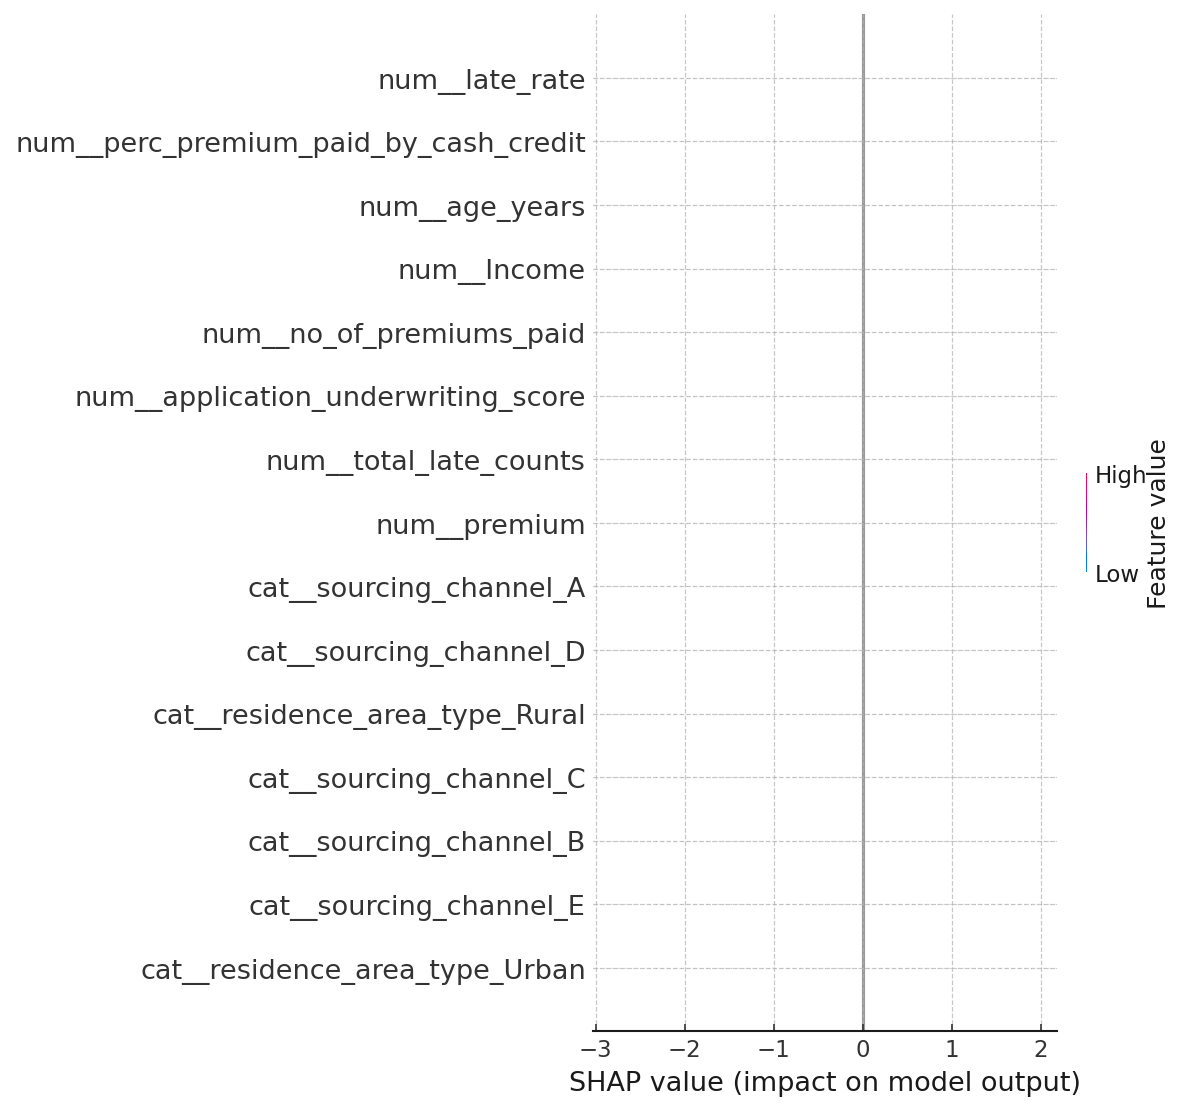 num__late_rate
num__perc_premium_paid_by_cash_credit
num__age_years
num__Income
num__no_of_premiums_paid
num__application_underwriting_score
num__total_late_counts
num__premium
cat__sourcing_channel_A
cat__sourcing_channel_D
cat__residence_area_type_Rural
cat__sourcing_channel_C
cat__sourcing_channel_B
cat__sourcing_channel_E
cat__residence_area_type_Urban
−3 −2 −1 0 1 2
SHAP value (impact on model output)
High
Low
Feature value